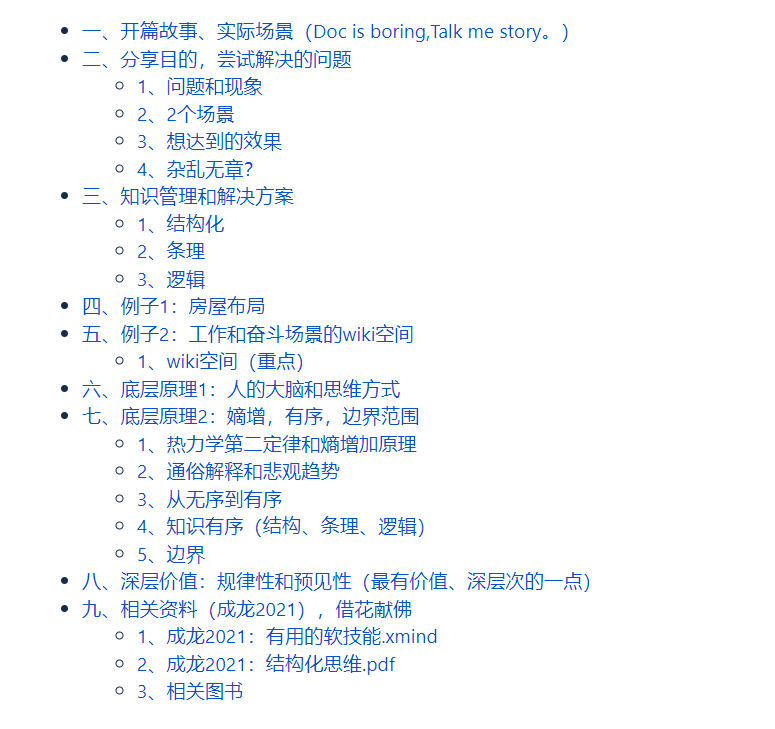 一、开篇故事、实际场景（Doc is boring,Talk me story。）
二、分享目的，尝试解决的问题
1、问题和现象
2、2个场景
3、想达到的效果
4、杂乱无章?
三、知识管理和解决方案
1、结构化
2、条理
3、逻辑
四、例子1：房屋布局
五、例子2：工作和奋斗场景的wiki空间
1、wiki空间（重点）
六、底层原理1：人的大脑和思维方式
七、底层原理2：嫡增，有序，边界范围
1、热力学第二定律和熵增加原理
2、通俗解释和悲观趋势
3、从无序到有序
4、知识有序（结构、条理、逻辑）
5、边界
八、深层价值：规律性和预见性（最有价值、深层次的一点）
九、相关资料（成龙2021），借花献佛
1、成龙2021：有用的软技能.xmind
2、成龙2021：结构化思维.pdf
3、相关图书